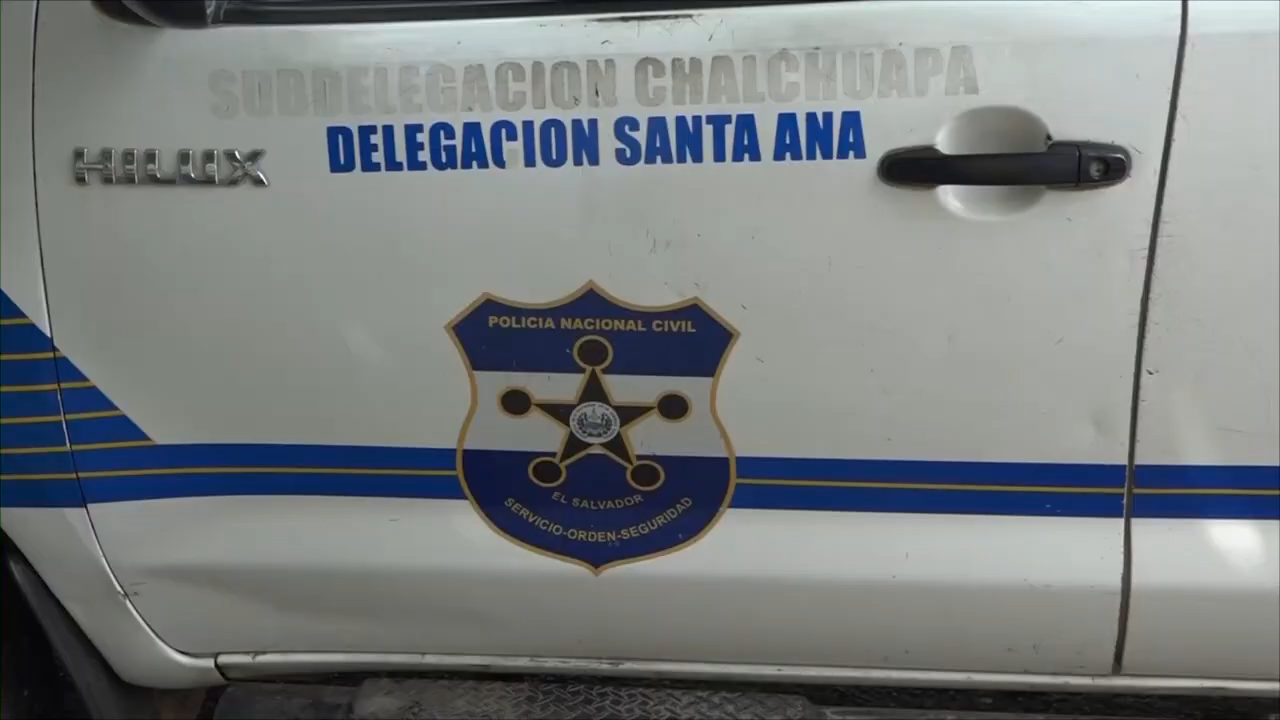 SUBDELEGACION CHALCHUAPA
DELEGACION SANTA ANA
HILUX
POLICIA NACIONAL CIVIL
EL SALVADOR
SERVICIO-ORDEN-SEGURIDAD